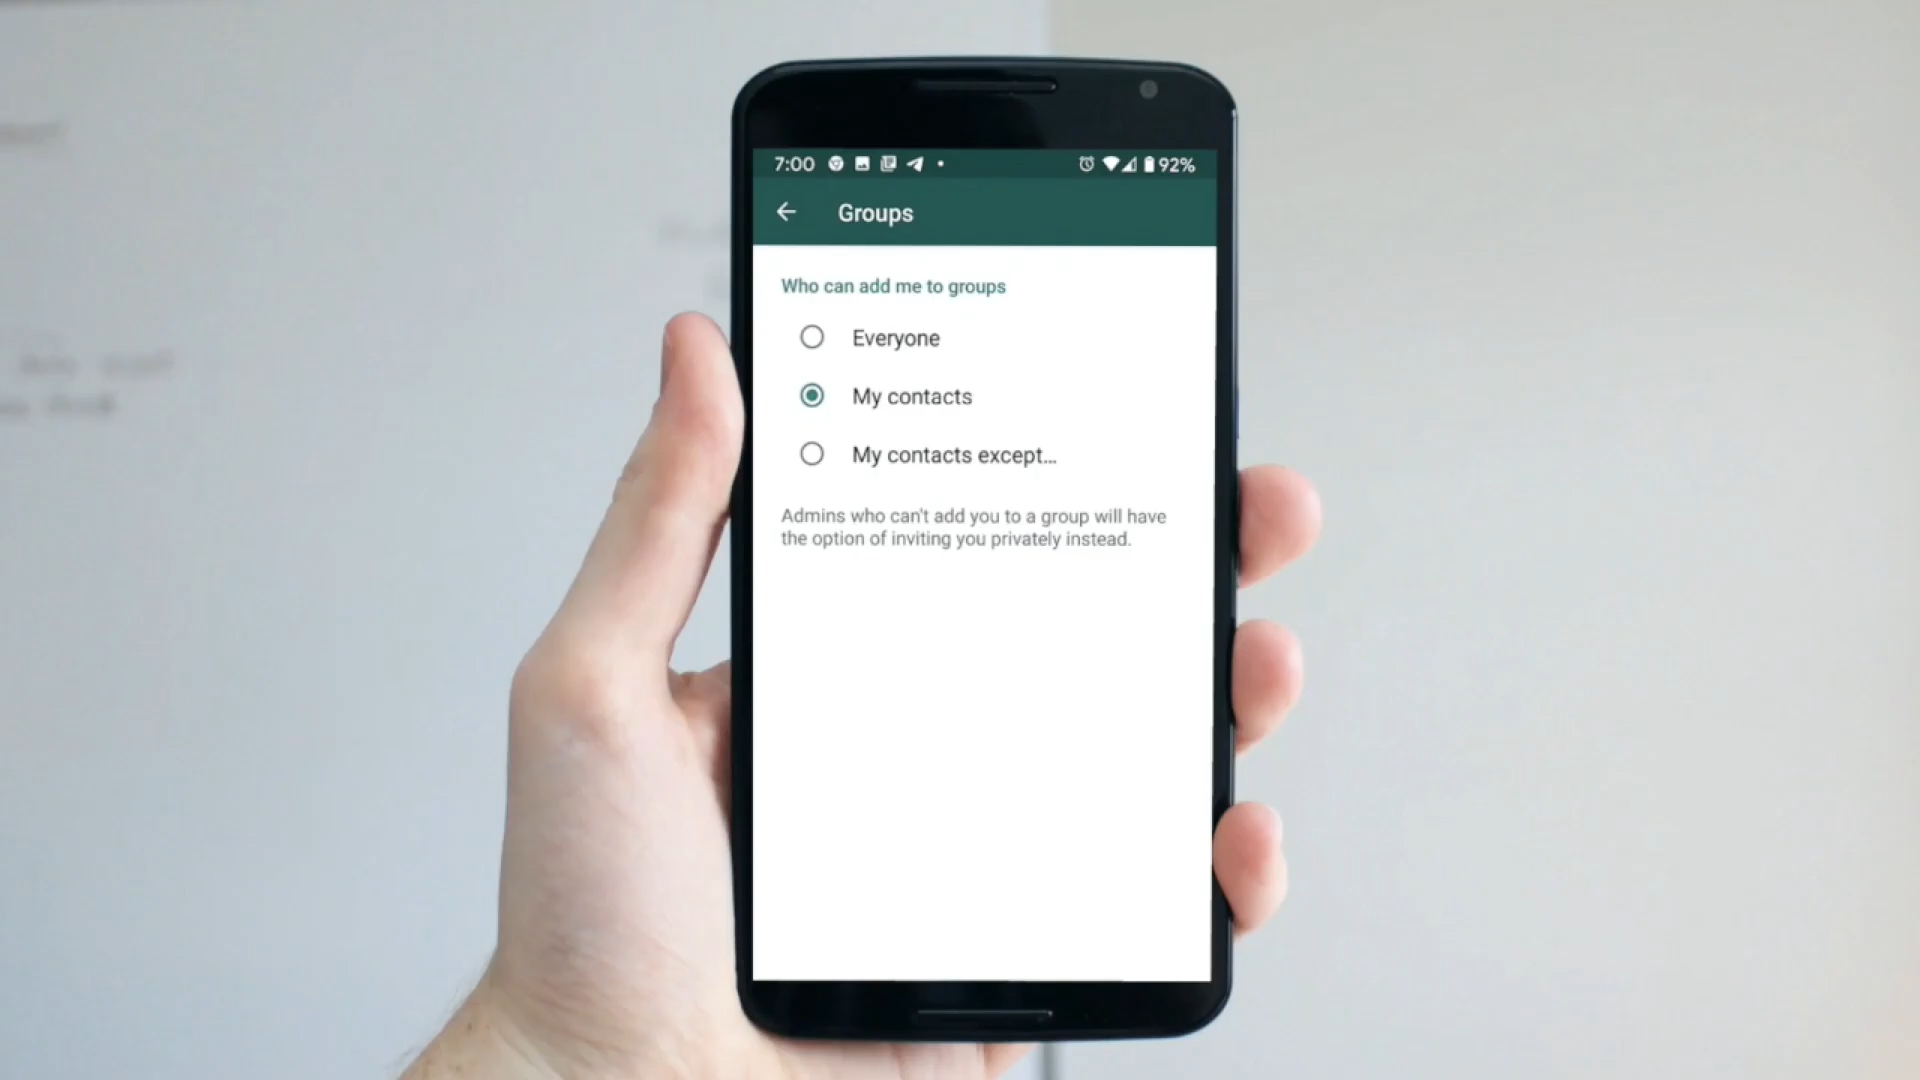 7:00 92%
Groups
Who can add me to groups
Everyone
My contacts
My contacts except...
Admins who can't add you to a group will have
the option of inviting you privately instead.